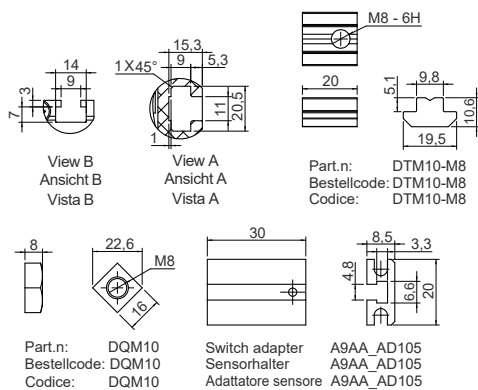 14
9
3
7
View B
Ansicht B
Vista B
15,3
9
5,3
1X45°
11
20,5
1
View A
Ansicht A
Vista A
M8 - 6H
20
9,8
5,1
10,6
19,5
Part.n: DTM10-M8
Bestellcode: DTM10-M8
Codice: DTM10-M8
8
22,6
M8
16
Part.n: DQM10
Bestellcode: DQM10
Codice: DQM10
30
8,5
3,3
4,8
6,6
20
Switch adapter A9AA_AD105
Sensorhalter A9AA_AD105
Adattatore sensore A9AA_AD105